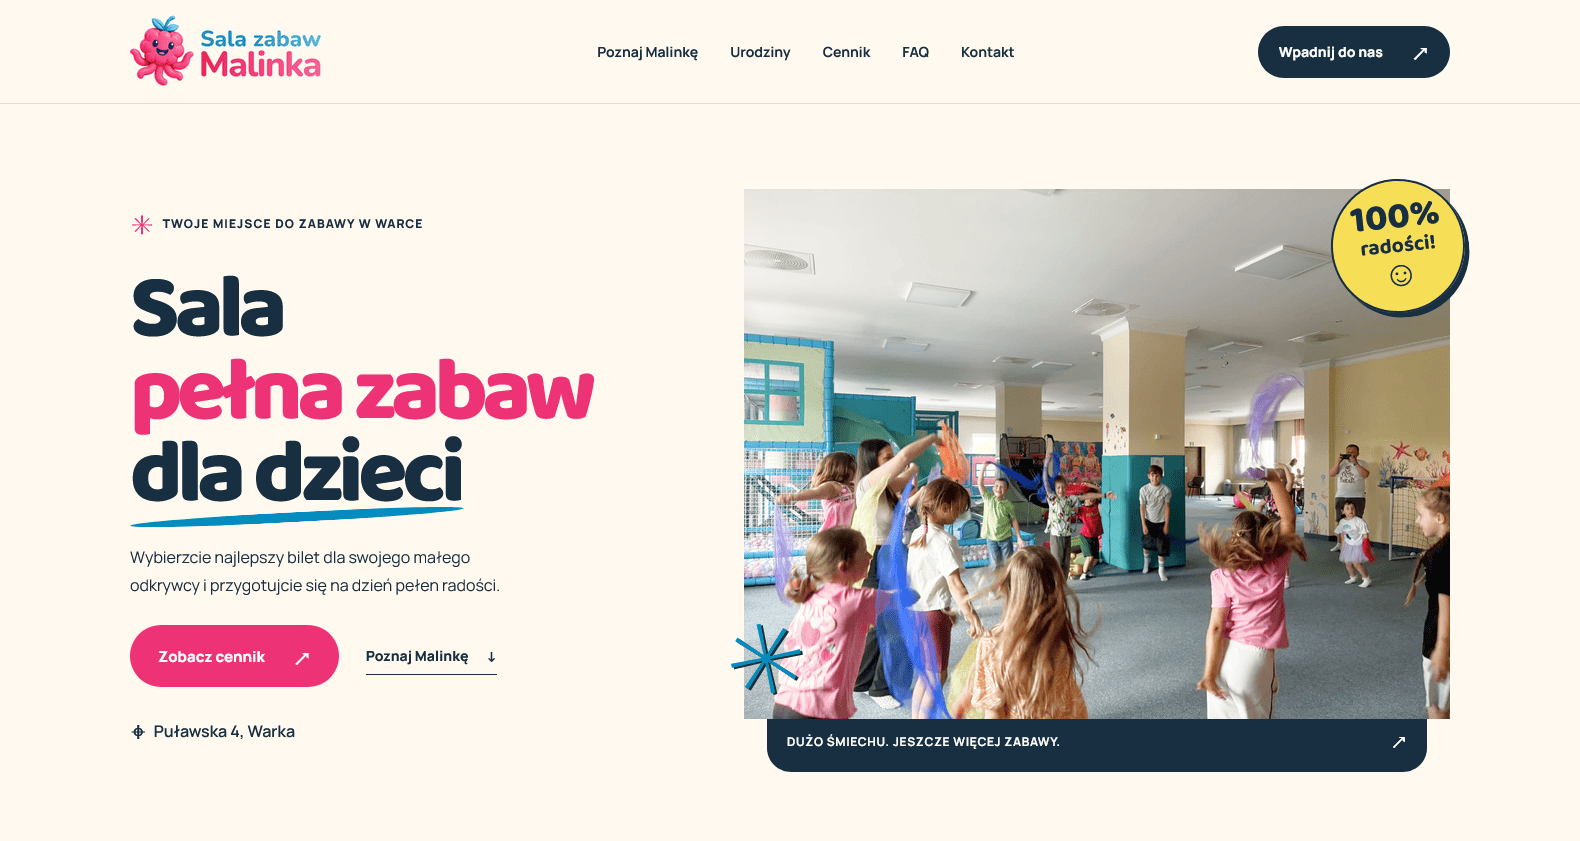 Sala zabaw
Malinka
Poznaj Malinkę
Urodziny
Cennik
FAQ
Kontakt
Wpadnij do nas
TWOJE MIEJSCE DO ZABAWY W WARCE
Sala
pełna zabaw
dla dzieci
Wybierzcie najlepszy bilet dla swojego małego
odkrywcy i przygotujcie się na dzień pełen radości.
Zobacz cennik
Poznaj Malinkę
Puławska 4, Warka
100%
radości!
DUŻO ŚMIECHU. JESZCZE WIĘCEJ ZABAWY.